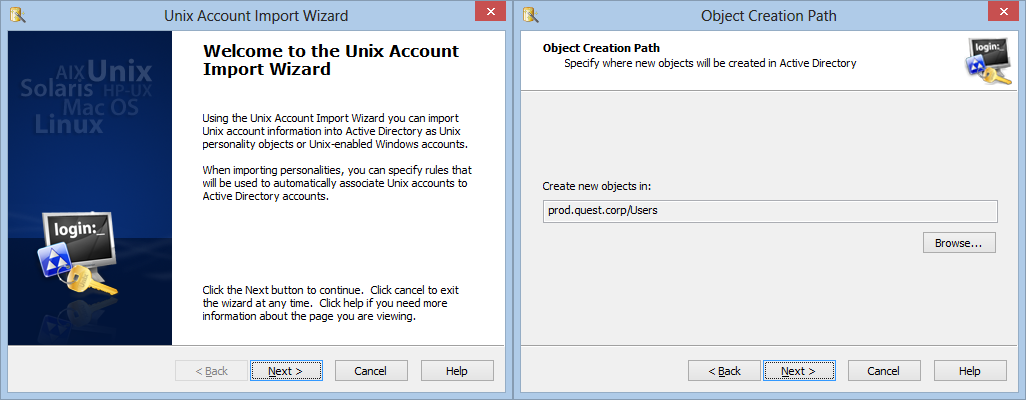 Unix Account Import Wizard
Welcome to the Unix Account
Import Wizard
AIX Unix
Solaris HP-UX
Mac OS
Linux
Using the Unix Account Import Wizard you can import
Unix account information into Active Directory as Unix
personality objects or Unix-enabled Windows accounts.
When importing personalities, you can specify rules that
will be used to automatically associate Unix accounts to
Active Directory accounts.
login:_
Click the Next button to continue.  Click cancel to exit
the wizard at any time.  Click help if you need more
information about the page you are viewing.
< Back
Next >
Cancel
Help
Object Creation Path
Object Creation Path
Specify where new objects will be created in Active Directory
login:_
Create new objects in:
prod.quest.corp/Users
Browse...
< Back
Next >
Cancel
Help